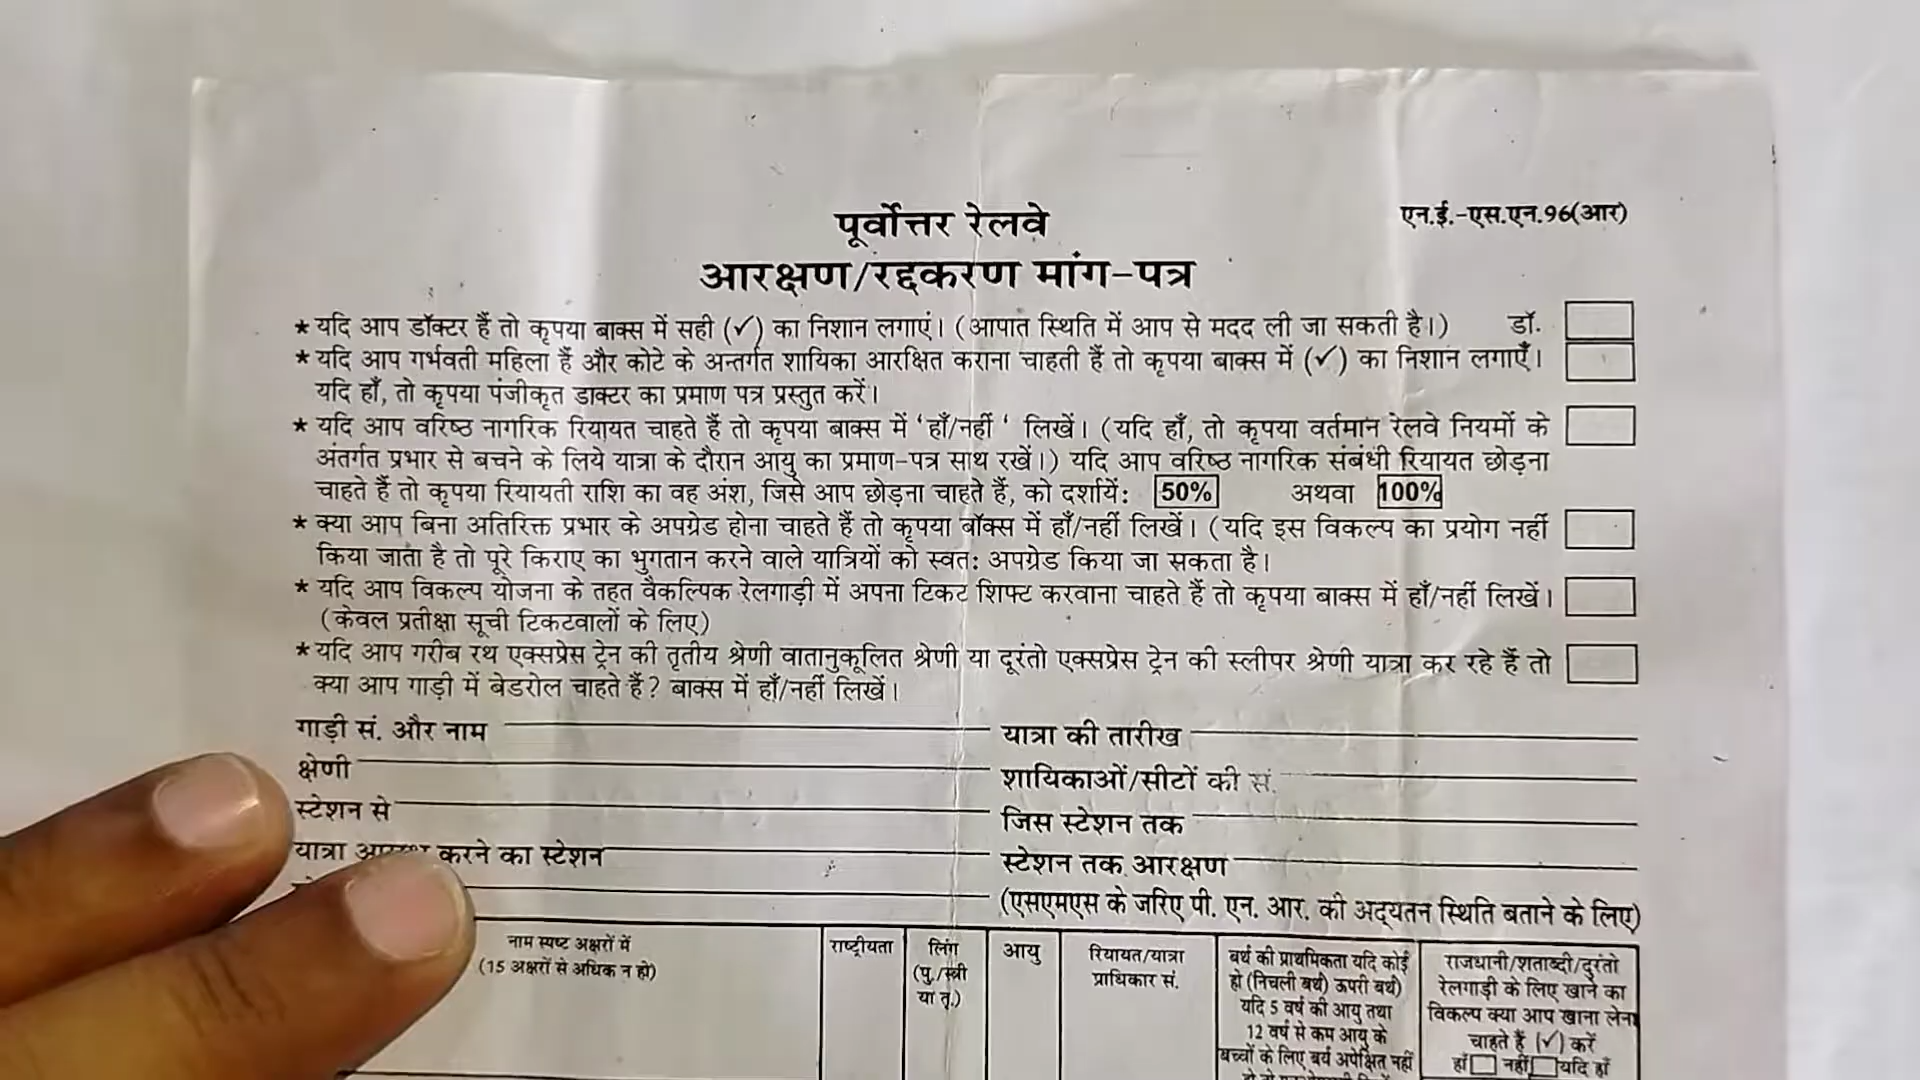 पूर्वोत्तर रेलवे
एन.ई.-एस.एन.96(आर)
आरक्षण/रद्दकरण मांग-पत्र
* यदि आप डॉक्टर हैं तो कृपया बाक्स में सही (✓) का निशान लगाएं। (आपात स्थिति में आप से मदद ली जा सकती है।) डॉ.
* यदि आप गर्भवती महिला हैं और कोटे के अन्तर्गत शायिका आरक्षित कराना चाहती हैं तो कृपया बाक्स में (✓) का निशान लगाएँ।
यदि हाँ, तो कृपया पंजीकृत डाक्टर का प्रमाण पत्र प्रस्तुत करें।
* यदि आप वरिष्ठ नागरिक रियायत चाहते हैं तो कृपया बाक्स में ‘हाँ/नहीं ‘ लिखें। (यदि हाँ, तो कृपया वर्तमान रेलवे नियमों के
अंतर्गत प्रभार से बचने के लिये यात्रा के दौरान आयु का प्रमाण-पत्र साथ रखें।) यदि आप वरिष्ठ नागरिक संबंधी रियायत छोड़ना
चाहते हैं तो कृपया रियायती राशि का वह अंश, जिसे आप छोड़ना चाहते हैं, को दर्शायें: 50% अथवा 100%
* क्या आप बिना अतिरिक्त प्रभार के अपग्रेड होना चाहते हैं तो कृपया बॉक्स में हाँ/नहीं लिखें। (यदि इस विकल्प का प्रयोग नहीं
किया जाता है तो पूरे किराए का भुगतान करने वाले यात्रियों को स्वत: अपग्रेड किया जा सकता है।
* यदि आप विकल्प योजना के तहत वैकल्पिक रेलगाड़ी में अपना टिकट शिफ्ट करवाना चाहते हैं तो कृपया बाक्स में हाँ/नहीं लिखें।
(केवल प्रतीक्षा सूची टिकटवालों के लिए)
* यदि आप गरीब रथ एक्सप्रेस ट्रेन की तृतीय श्रेणी वातानुकूलित श्रेणी या दूरंतो एक्सप्रेस ट्रेन की स्लीपर श्रेणी यात्रा कर रहे हैं तो
क्या आप गाड़ी में बेडरोल चाहते हैं? बाक्स में हाँ/नहीं लिखें।
गाड़ी सं. और नाम यात्रा की तारीख
क्षेणी शायिकाओं/सीटों की सं.
स्टेशन से जिस स्टेशन तक
यात्रा करने का स्टेशन स्टेशन तक आरक्षण
(एसएमएस के जरिए पी. एन. आर. की अद्यतन स्थिति बताने के लिए)
नाम स्पष्ट अक्षरों में
(15 अक्षरों से अधिक न हो)
राष्ट्रीयता
लिंग
(पु./स्त्री
या तृ.)
आयु
रियायत/यात्रा
प्राधिकार सं.
बर्थ की प्राथमिकता यदि कोई
हो (निचली बर्थ) ऊपरी बर्थ)
यदि 5 वर्ष की आयु तथा
12 वर्ष से कम आयु के
बच्चों के लिए बर्थ अपेक्षित नहीं
राजधानी/शताब्दी/दुरंतो
रेलगाड़ी के लिए खाने का
विकल्प क्या आप खाना लेना
चाहते हैं (✓) करें
हाँ नहीं यदि हाँ